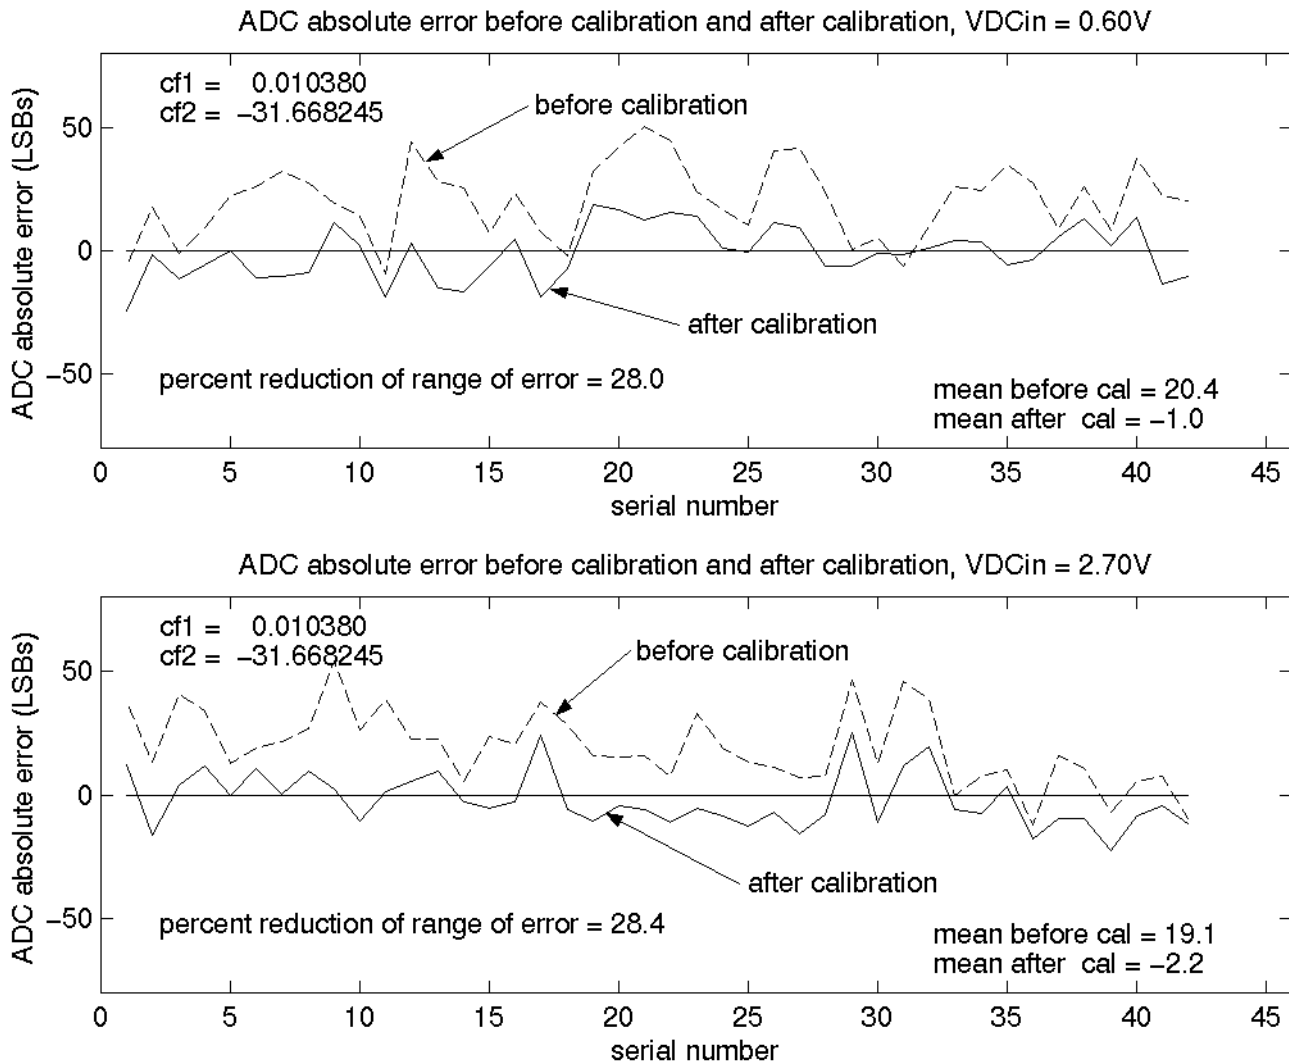 ADC absolute error before calibration and after calibration, VDCin = 0.60V
cf1 = 0.010380
cf2 = −31.668245
before calibration
50
0
−50
ADC absolute error (LSBs)
after calibration
percent reduction of range of error = 28.0
mean before cal = 20.4
mean after cal = −1.0
0 5 10 15 20 25 30 35 40 45
serial number
ADC absolute error before calibration and after calibration, VDCin = 2.70V
cf1 = 0.010380
cf2 = −31.668245
before calibration
50
0
−50
ADC absolute error (LSBs)
after calibration
percent reduction of range of error = 28.4
mean before cal = 19.1
mean after cal = −2.2
0 5 10 15 20 25 30 35 40 45
serial number